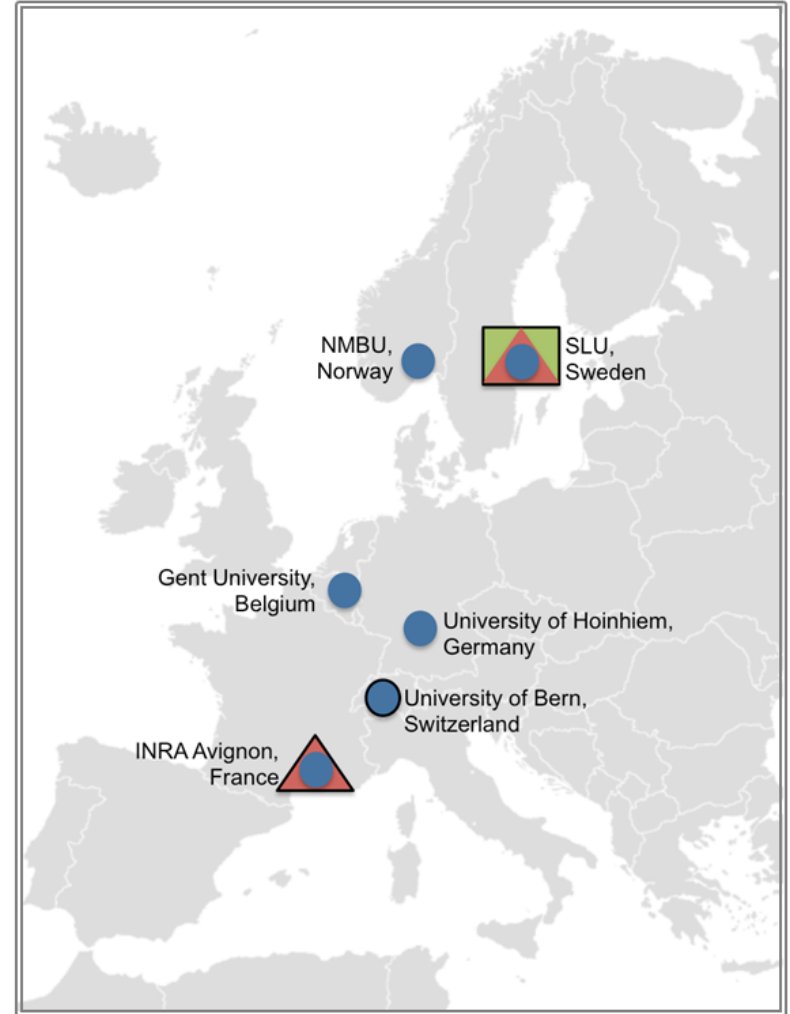 NMBU,
Norway
SLU,
Sweden
Gent University,
Belgium
University of Hoinhiem,
Germany
University of Bern,
Switzerland
INRA Avignon,
France